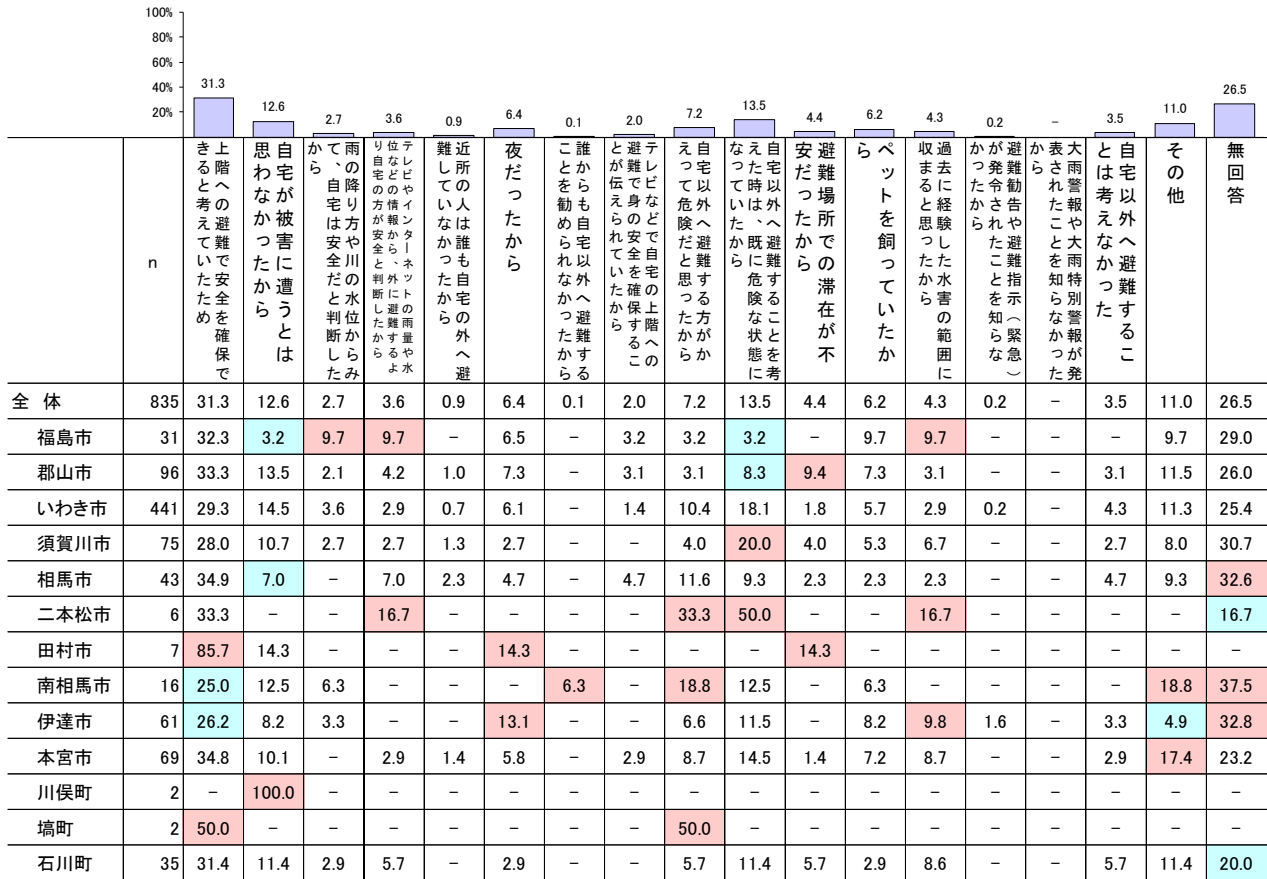 100%
80%
60%
40%
20%
31.3 12.6 2.7 3.6 0.9 6.4 0.1 2.0 7.2 13.5 4.4 6.2 4.3 0.2 － 3.5 11.0 26.5
n
上階への避難で安全を確保で
きると考えていたため
自宅が被害に遭うとは
思わなかったから
雨の降り方や川の水位からみ
て、自宅は安全だと判断した
から
テレビやインターネットの雨量や水
位などの情報から、外に避難するよ
り自宅の方が安全と判断したから
近所の人は誰も自宅の外へ避
難していなかったから
夜だったから
誰からも自宅以外へ避難する
ことを勧められなかったから
テレビなどで自宅の上階への
避難で身の安全を確保するこ
とが伝えられていたから
自宅以外へ避難する方がか
えって危険だと思ったから
自宅以外へ避難することを考
えた時は、既に危険な状態に
なっていたから
避難場所での滞在が不
安だったから
ペットを飼っていたか
ら
過去に経験した水害の範囲に
収まると思ったから
避難勧告や避難指示（緊急）
が発令されたことを知らな
かったから
大雨警報や大雨特別警報が発
表されたことを知らなかった
から
自宅以外へ避難するこ
とは考えなかった
その他
無回答
全 体 835 31.3 12.6 2.7 3.6 0.9 6.4 0.1 2.0 7.2 13.5 4.4 6.2 4.3 0.2 － 3.5 11.0 26.5
福島市 31 32.3 3.2 9.7 9.7 － 6.5 － 3.2 3.2 3.2 － 9.7 9.7 － － － 9.7 29.0
郡山市 96 33.3 13.5 2.1 4.2 1.0 7.3 － 3.1 3.1 8.3 9.4 7.3 3.1 － － 3.1 11.5 26.0
いわき市 441 29.3 14.5 3.6 2.9 0.7 6.1 － 1.4 10.4 18.1 1.8 5.7 2.9 0.2 － 4.3 11.3 25.4
須賀川市 75 28.0 10.7 2.7 2.7 1.3 2.7 － － 4.0 20.0 4.0 5.3 6.7 － － 2.7 8.0 30.7
相馬市 43 34.9 7.0 － 7.0 2.3 4.7 － 4.7 11.6 9.3 2.3 2.3 2.3 － － 4.7 9.3 32.6
二本松市 6 33.3 － － 16.7 － － － － 33.3 50.0 － － 16.7 － － － － 16.7
田村市 7 85.7 14.3 － － － 14.3 － － － － 14.3 － － － － － － －
南相馬市 16 25.0 12.5 6.3 － － － 6.3 － 18.8 12.5 － 6.3 － － － － 18.8 37.5
伊達市 61 26.2 8.2 3.3 － － 13.1 － － 6.6 11.5 － 8.2 9.8 1.6 － 3.3 4.9 32.8
本宮市 69 34.8 10.1 － 2.9 1.4 5.8 － 2.9 8.7 14.5 1.4 7.2 8.7 － － 2.9 17.4 23.2
川俣町 2 － 100.0 － － － － － － － － － － － － － － － －
塙町 2 50.0 － － － － － － － 50.0 － － － － － － － － －
石川町 35 31.4 11.4 2.9 5.7 － 2.9 － － 5.7 11.4 5.7 2.9 8.6 － － 5.7 11.4 20.0